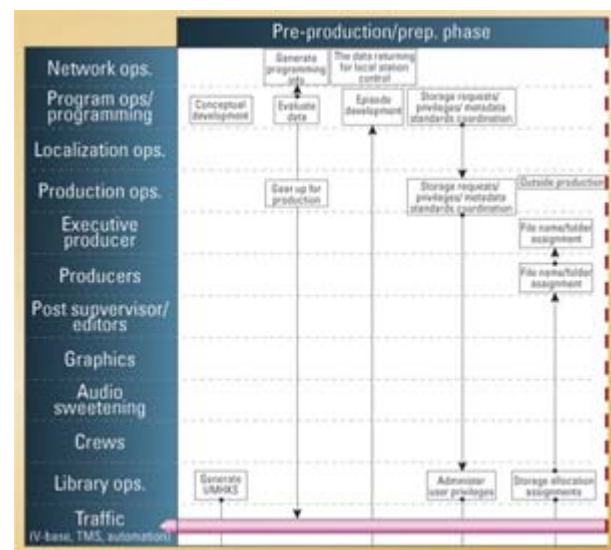 Pre-production/prep. phase
Network ops.
Generate
programming
info
The data returning
for local station
control
Program ops/
programming
Conceptual
development
Evaluate
data
Episode
development
Storage requests/
privileges/ metadata
standards coordination
Localization ops.
Production ops.
Gear up for
production
Storage requests/
privileges/ metadata
standards coordination
Outside production
Executive
producer
File name/folder
assignment
Producers
File name/folder
assignment
Post supvervisor/
editors
Graphics
Audio
sweetening
Crews
Library ops.
Generate
Administer
user privileges
Storage allocation
assignments
Traffic
(V-base, TMS, automation)